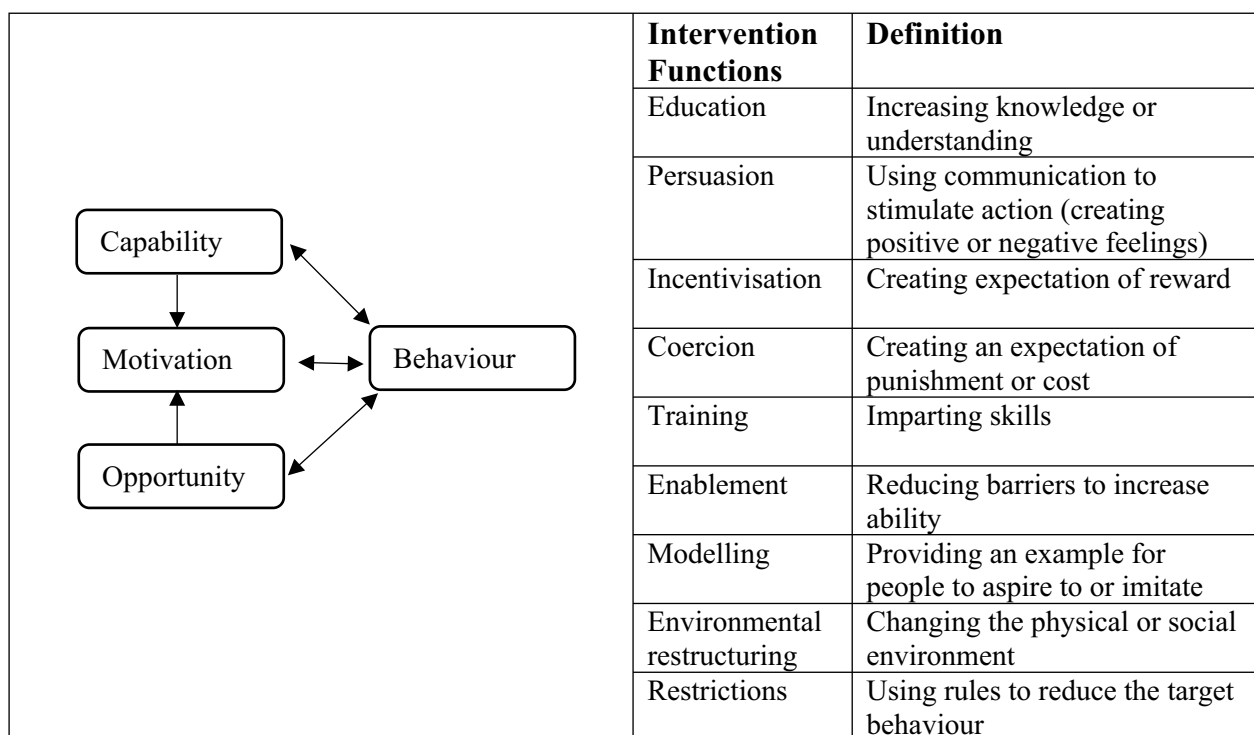 Capability
Motivation
Opportunity
Behaviour
Intervention Functions
Definition
Education
Increasing knowledge or
understanding
Persuasion
Using communication to
stimulate action (creating
positive or negative feelings)
Incentivisation
Creating expectation of reward
Coercion
Creating an expectation of
punishment or cost
Training
Imparting skills
Enablement
Reducing barriers to increase
ability
Modelling
Providing an example for
people to aspire to or imitate
Environmental
restructuring
Changing the physical or social
environment
Restrictions
Using rules to reduce the target
behaviour